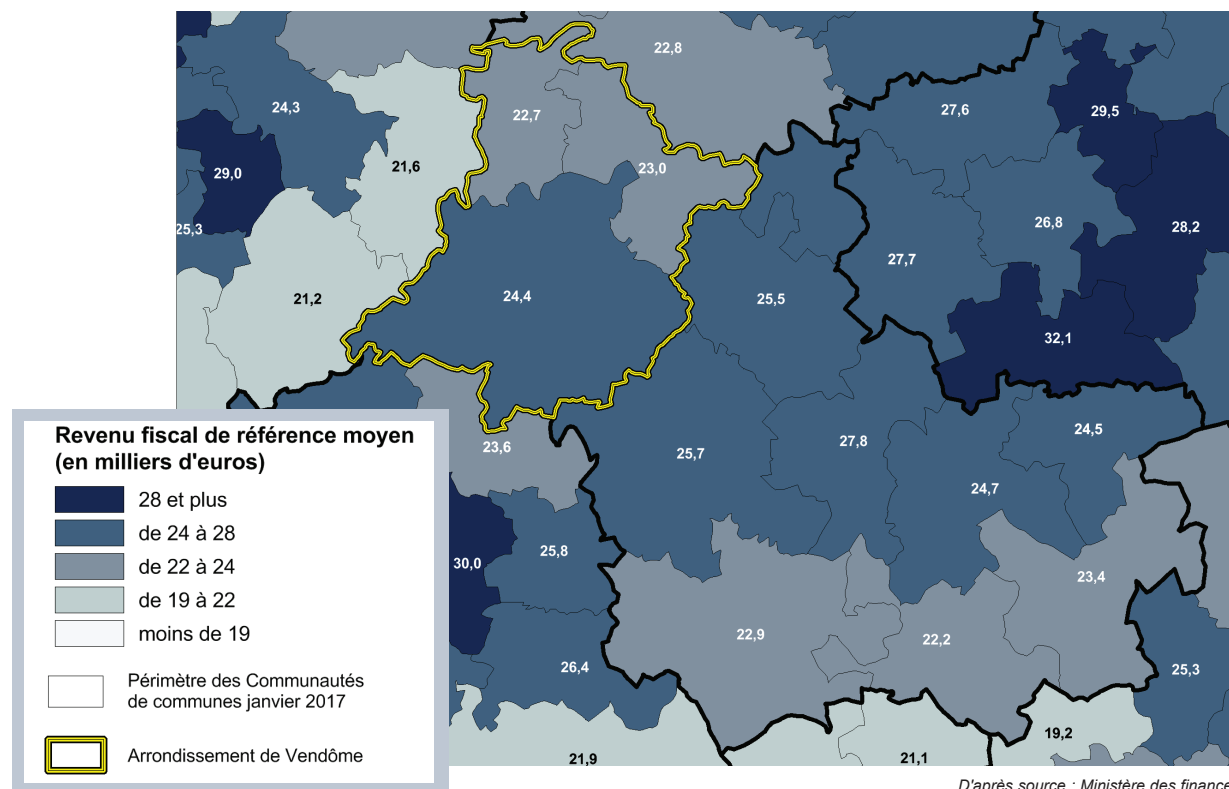 22,8
24,3
22,7
27,6
29,5
29,0
21,6
23,0
25,3
26,8
28,2
27,7
21,2
24,4
25,5
32,1
Revenu fiscal de référence moyen
(en milliers d'euros)
28 et plus
de 24 à 28
de 22 à 24
de 19 à 22
moins de 19
Périmètre des Communautés
de communes janvier 2017
Arrondissement de Vendôme
23,6
25,7
27,8
24,5
24,7
30,0
25,8
23,4
22,9
22,2
26,4
25,3
21,9
21,1
19,2
D'après source : Ministère des finance